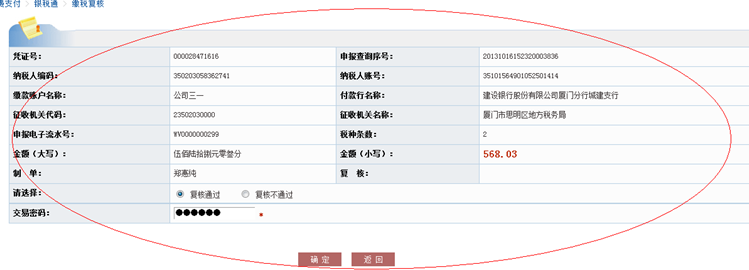 费支付 > 银税通 > 缴税复核
凭证号： 000028471616 申报查询序号： 20131016152320003836
纳税人编码： 350203058362741 纳税人账号： 35101564901052501414
缴款账户名称： 公司三一 付款行名称： 建设银行股份有限公司厦门分行城建支行
征收机关代码： 23502030000 征收机关名称： 厦门市思明区地方税务局
申报电子流水号： WV0000000299 税种条数： 2
金额（大写）： 伍佰陆拾捌元零叁分 金额（小写）： 568.03
制 单： 郑惠纯 复 核：
请选择： 复核通过 复核不通过
交易密码： ●●●●●●
确 定 返 回